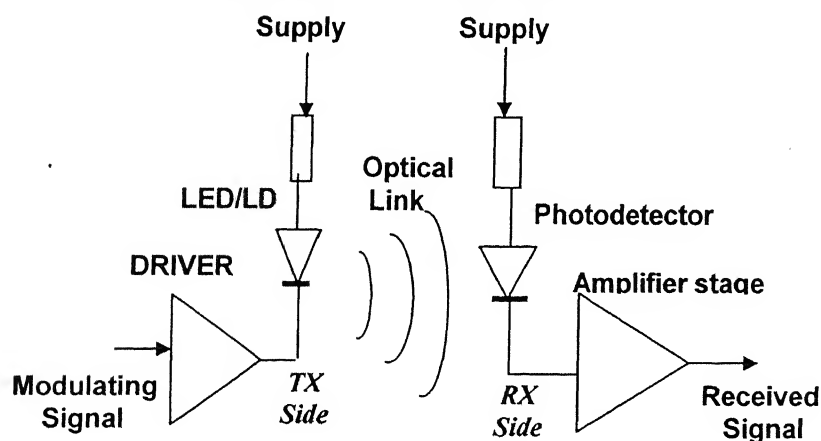 Supply
Supply
Optical
Link
LED/LD
Photodetector
DRIVER
Amplifier stage
Modulating
Signal
TX
Side
RX
Side
Received
Signal